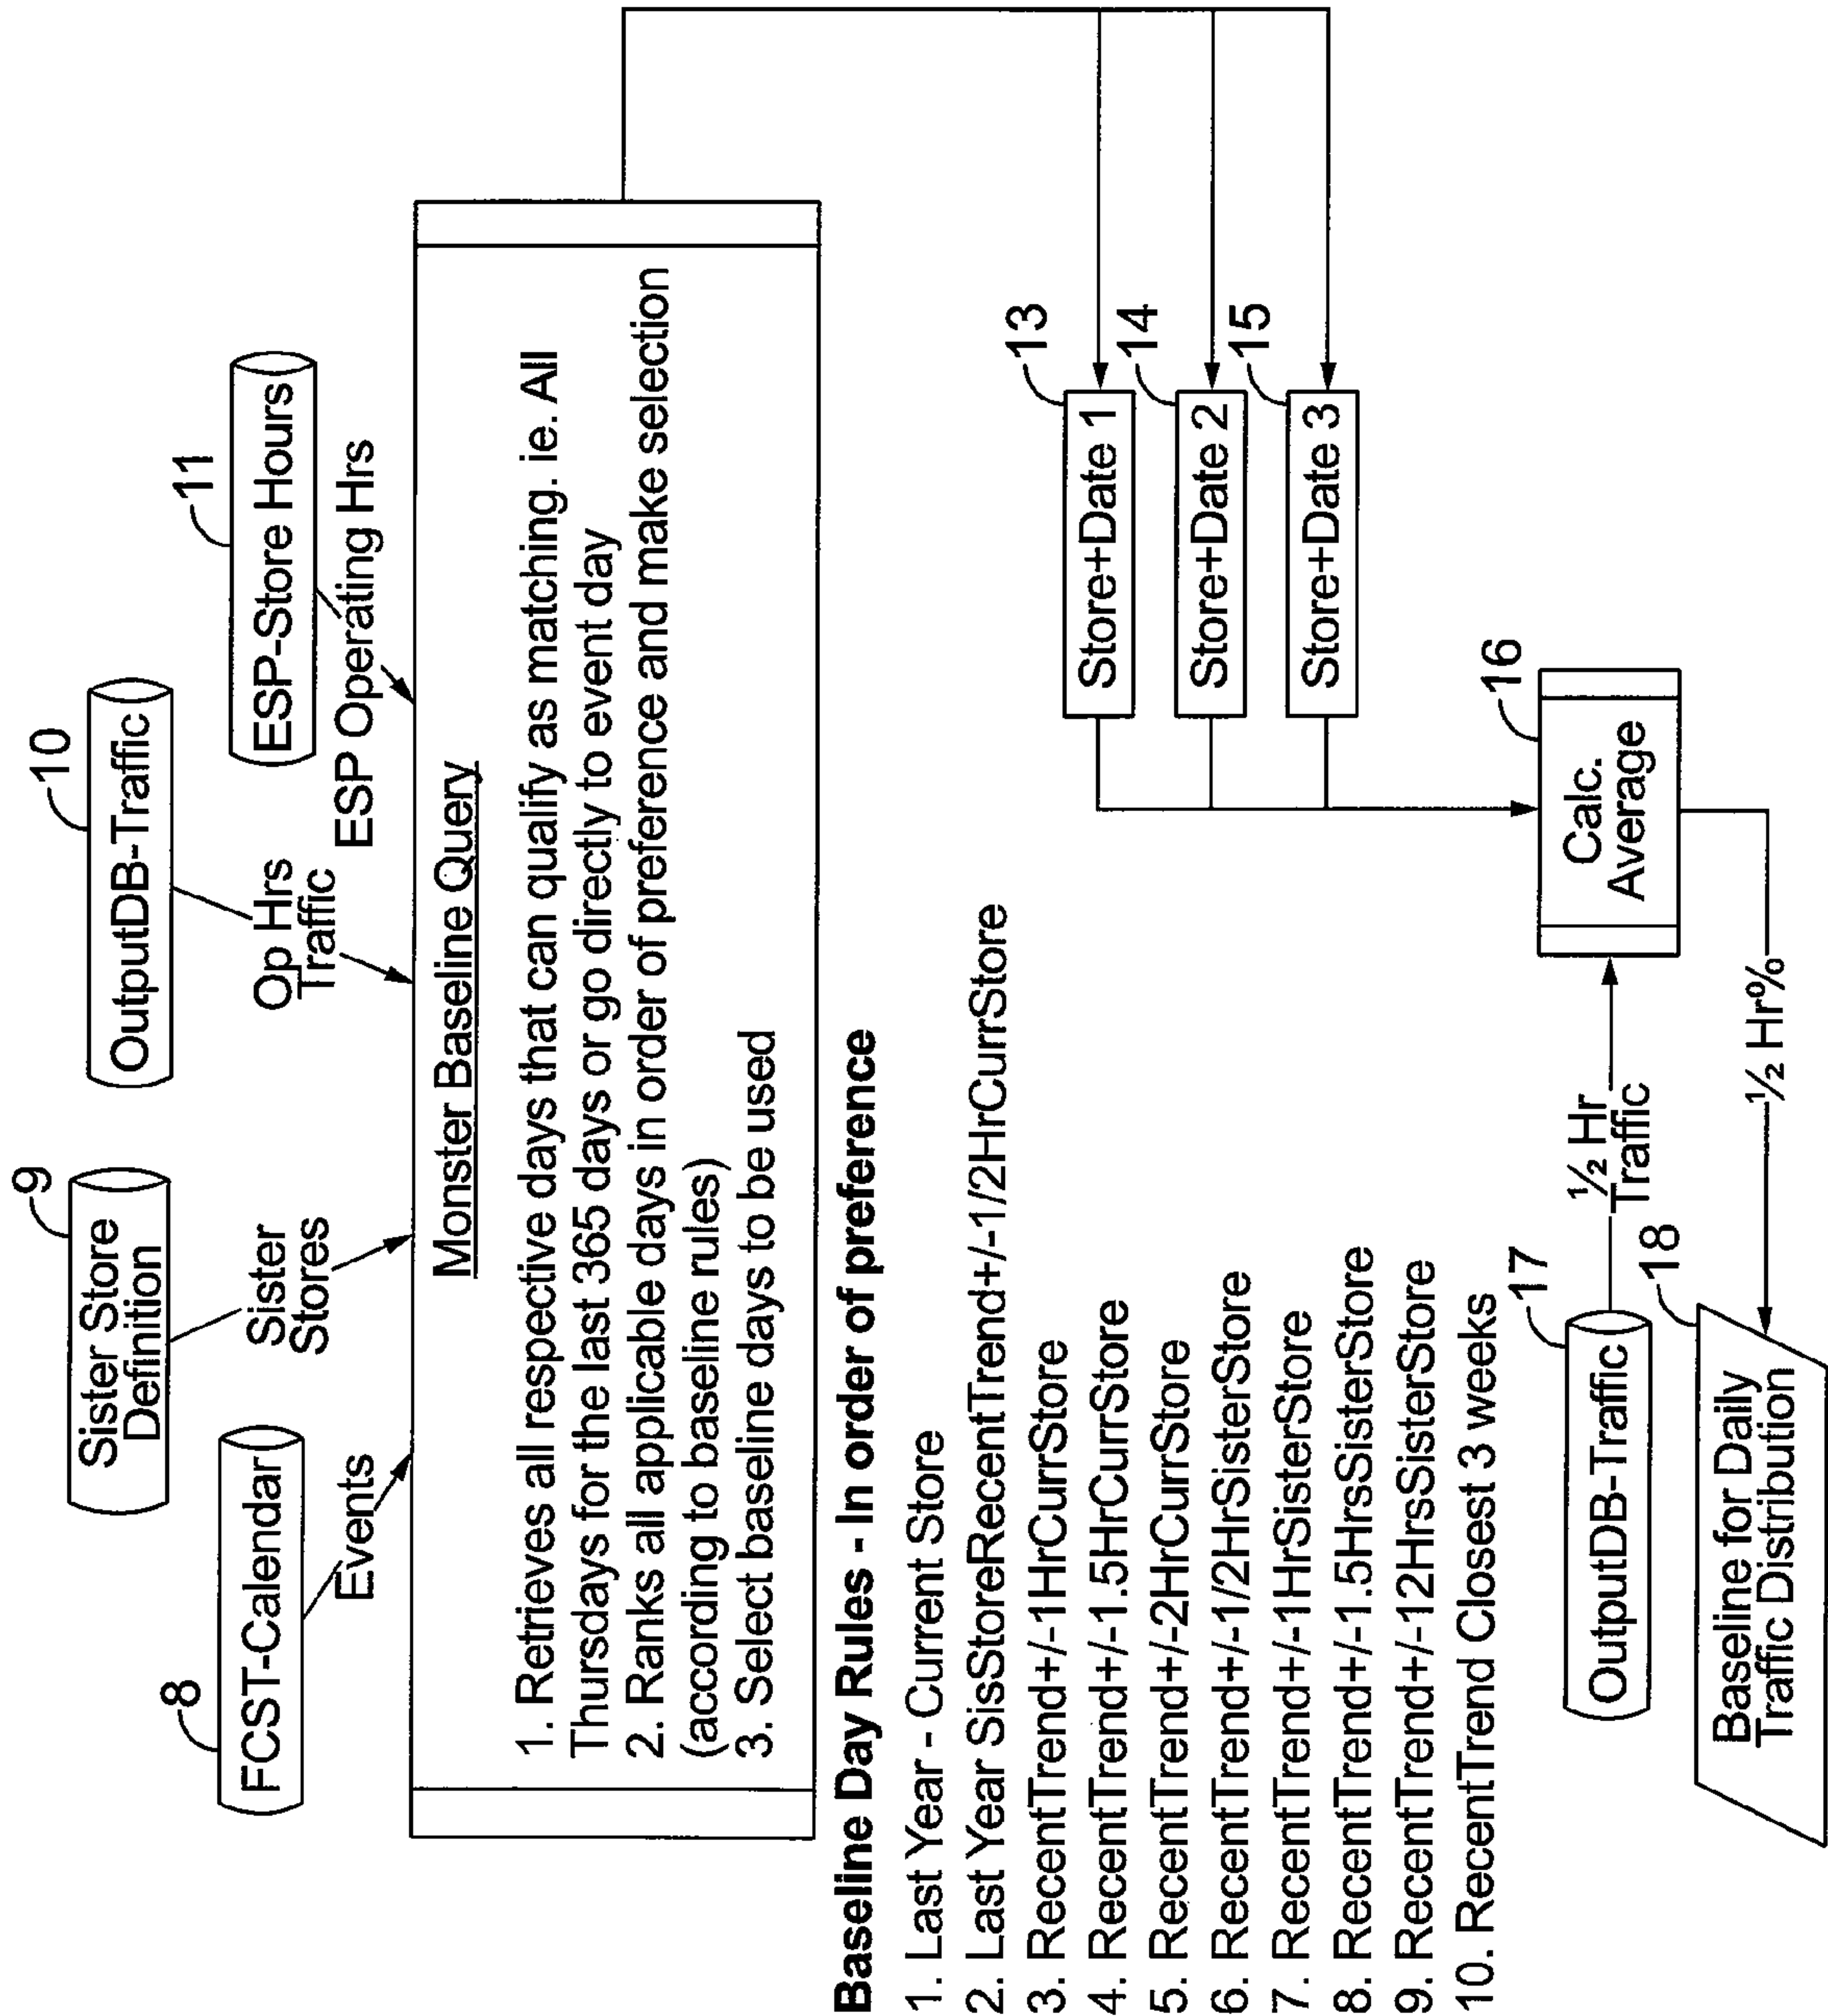 8
FCST-Calendar
Events
9
Sister Store
Definition
Sister
Stores
10
OutputDB-Traffic
Op Hrs
Traffic
11
ESP-Store Hours
ESP Operating Hrs
Monster Baseline Query
1. Retrieves all respective days that can qualify as matching. ie. All
Thursdays for the last 365 days or go directly to event day
2. Ranks all applicable days in order of preference and make selection
(according to baseline rules)
3. Select baseline days to be used
Baseline Day Rules - In order of preference
1. Last Year - Current Store
2. Last Year SisStoreRecentTrend+/-1/2HrCurrStore
3. RecentTrend+/-1HrCurrStore
4. RecentTrend+/-1.5HrCurrStore
5. RecentTrend+/-2HrCurrStore
6. RecentTrend+/-1/2HrSisterStore
7. RecentTrend+/-1HrSisterStore
8. RecentTrend+/-1.5HrsSisterStore
9. RecentTrend+/-12HrsSisterStore
10. RecentTrend Closest 3 weeks
13
Store+Date 1
14
Store+Date 2
15
Store+Date 3
16
Calc.
Average
17
OutputDB-Traffic
½ Hr
Traffic
½ Hr%
18
Baseline for Daily
Traffic Distribution